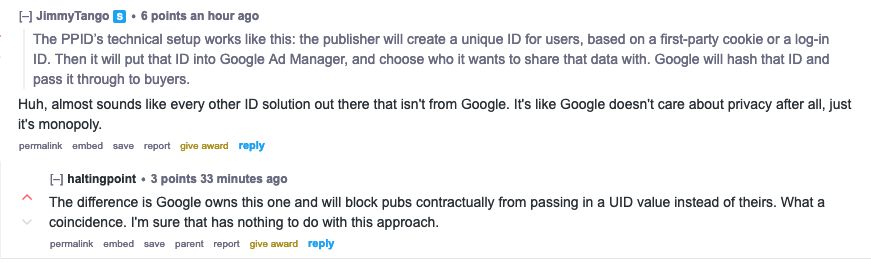 [–] JimmyTango S • 6 points an hour ago
The PPID's technical setup works like this: the publisher will create a unique ID for users, based on a first-party cookie or a log-in
ID. Then it will put that ID into Google Ad Manager, and choose who it wants to share that data with. Google will hash that ID and
pass it through to buyers.
Huh, almost sounds like every other ID solution out there that isn't from Google. It's like Google doesn't care about privacy after all, just
it's monopoly.
permalink embed save report give award reply
[–] haltingpoint • 3 points 33 minutes ago
The difference is Google owns this one and will block pubs contractually from passing in a UID value instead of theirs. What a
coincidence. I'm sure that has nothing to do with this approach.
permalink embed save parent report give award reply